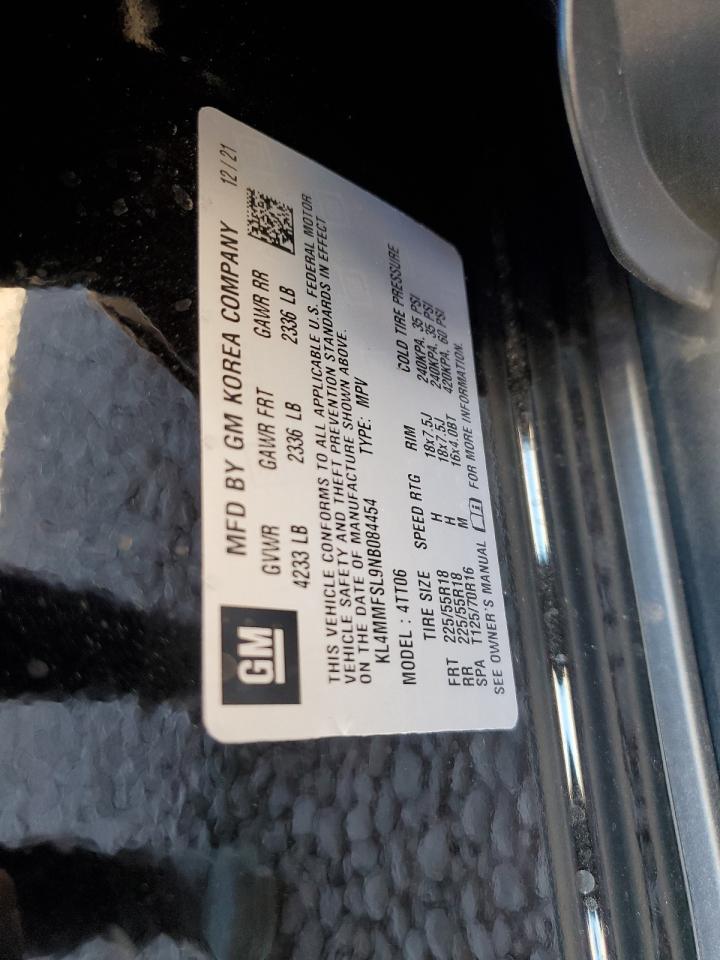 GM
MFD BY GM KOREA COMPANY 12/21
GVWR GAWR FRT GAWR RR
4233 LB 2336 LB 2336 LB
THIS VEHICLE CONFORMS TO ALL APPLICABLE U.S. FEDERAL MOTOR
VEHICLE SAFETY AND THEFT PREVENTION STANDARDS IN EFFECT
ON THE DATE OF MANUFACTURE SHOWN ABOVE.
KL4MMFSL9NB084454 TYPE: MPV
MODEL : 4TT06
TIRE SIZE SPEED RTG RIM COLD TIRE PRESSURE
FRT 225/55R18 H 18x7.5J 240KPA, 35 PSI
RR 225/55R18 H 18x7.5J 240KPA, 35 PSI
SPA T125/70R16 M 16x4.0BT 420KPA, 60 PSI
SEE OWNER'S MANUAL FOR MORE INFORMATION.